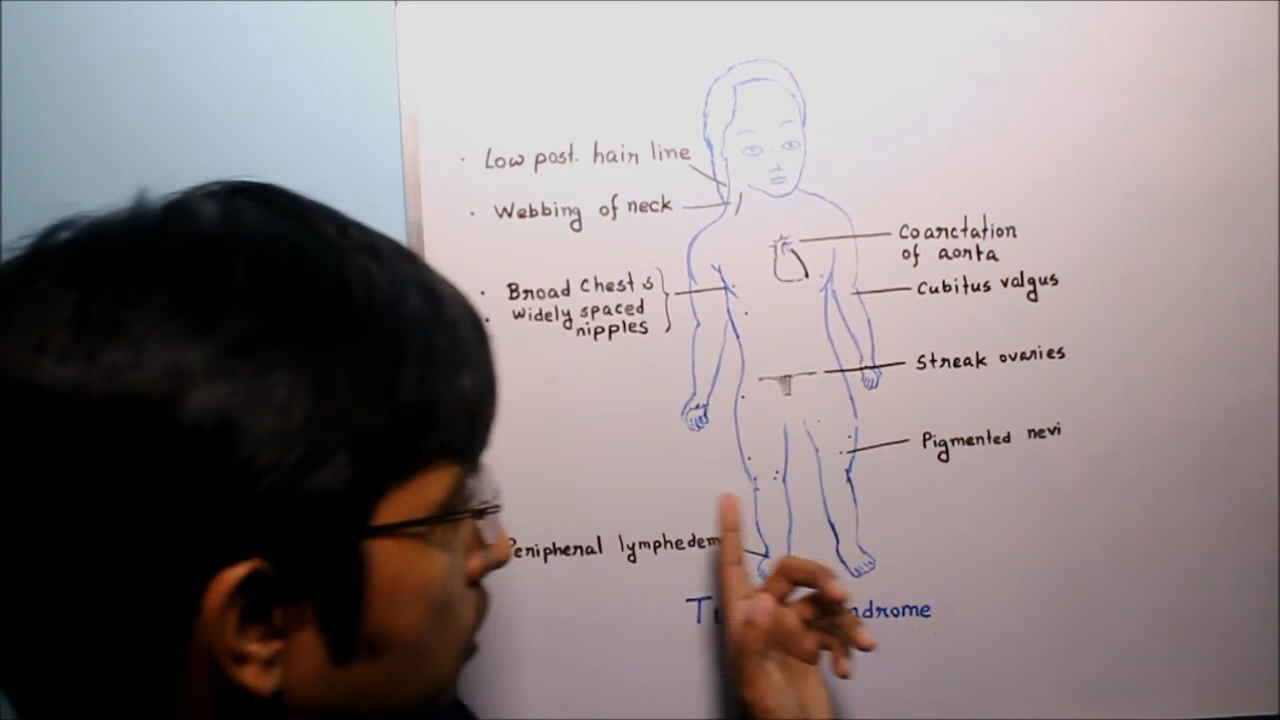 Low post. hair line
Webbing of neck
Broad Chest &
Widely spaced
nipples
Peripheral lymphedem
Coarctation
of aorta
Cubitus valgus
Streak ovaries
Pigmented nevi
T ndrome